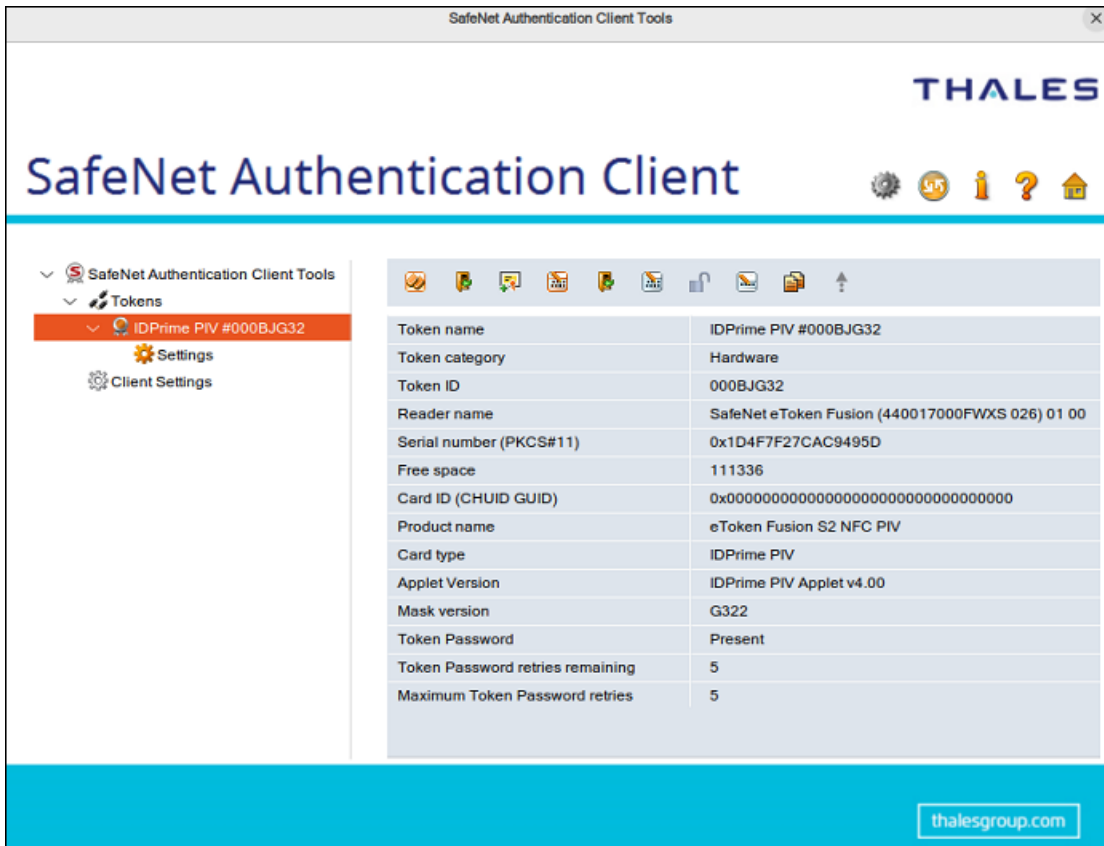 SafeNet Authentication Client Tools
THALES
SafeNet Authentication Client
SafeNet Authentication Client Tools
Tokens
IDPrime PIV #000BJG32
Settings
Client Settings
Token name IDPrime PIV #000BJG32
Token category Hardware
Token ID 000BJG32
Reader name SafeNet eToken Fusion (440017000FWXS 026) 01 00
Serial number (PKCS#11) 0x1D4F7F27CAC9495D
Free space 111336
Card ID (CHUID GUID) 0x00000000000000000000000000000000
Product name eToken Fusion S2 NFC PIV
Card type IDPrime PIV
Applet Version IDPrime PIV Applet v4.00
Mask version G322
Token Password Present
Token Password retries remaining 5
Maximum Token Password retries 5
thalesgroup.com